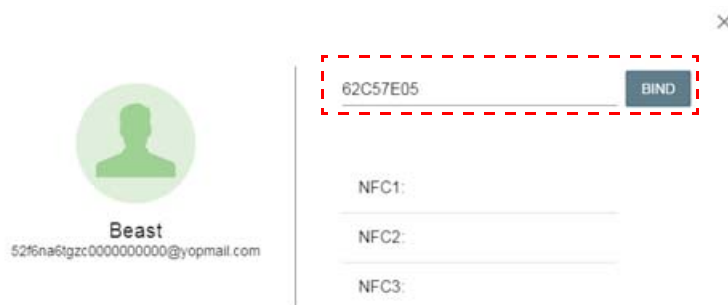 62C57E05
BIND
NFC1:
NFC2:
NFC3:
Beast
52f6na6tgzc0000000000@yopmail.com